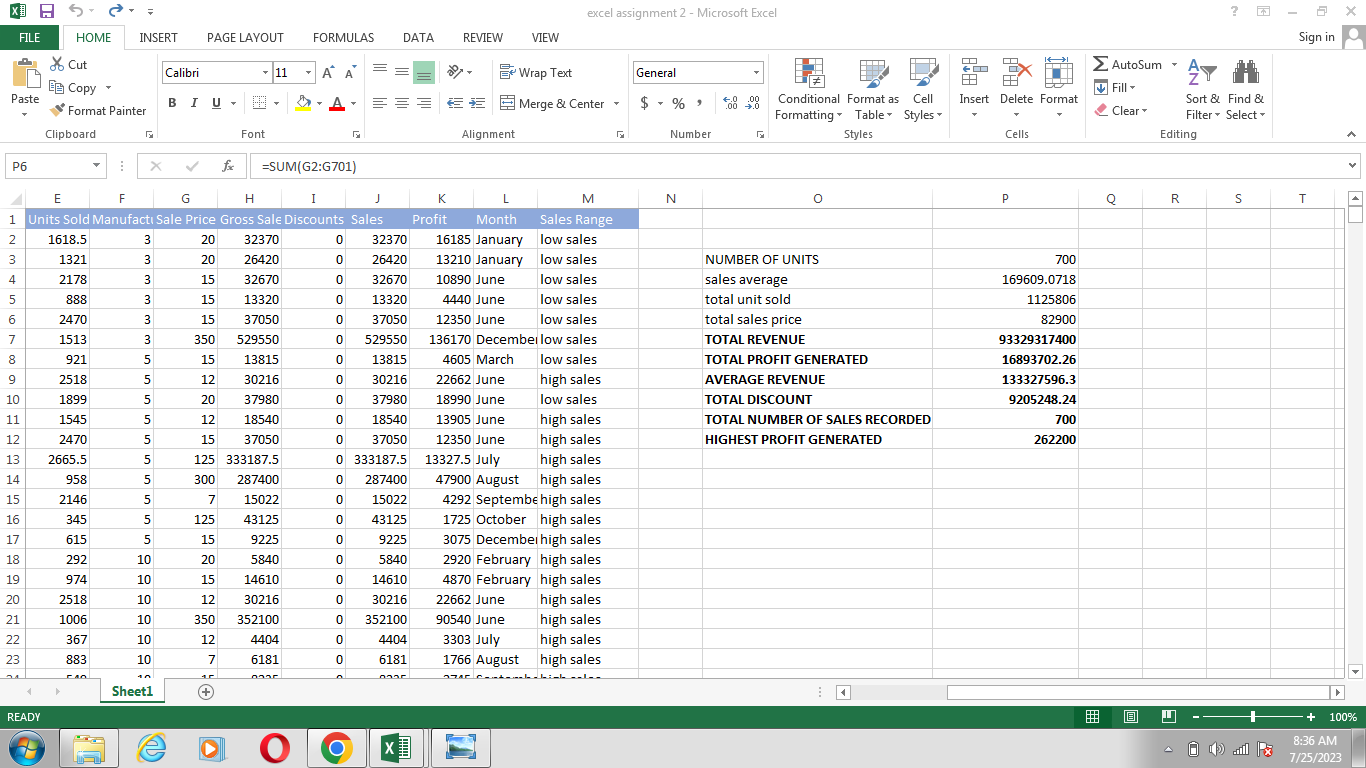 excel assignment 2 - Microsoft Excel
FILE HOME INSERT PAGE LAYOUT FORMULAS DATA REVIEW VIEW Sign in
Paste
Cut
Copy
Format Painter
Clipboard
Calibri 11
B I U
Font
Wrap Text
Merge & Center
Alignment
General
$ % ,
Number
Conditional Formatting
Format as Table
Cell Styles
Styles
Insert Delete Format
Cells
AutoSum
Fill
Clear
Sort & Filter
Find & Select
Editing
P6 fx =SUM(G2:G701)
E F G H I J K L M N O P Q R S T
1 Units Sold Manufactu Sale Price Gross Sale Discounts Sales Profit Month Sales Range
2 1618.5 3 20 32370 0 32370 16185 January low sales
3 1321 3 20 26420 0 26420 13210 January low sales NUMBER OF UNITS 700
4 2178 3 15 32670 0 32670 10890 June low sales sales average 169609.0718
5 888 3 15 13320 0 13320 4440 June low sales total unit sold 1125806
6 2470 3 15 37050 0 37050 12350 June low sales total sales price 82900
7 1513 3 350 529550 0 529550 136170 December low sales TOTAL REVENUE 93329317400
8 921 5 15 13815 0 13815 4605 March low sales TOTAL PROFIT GENERATED 16893702.26
9 2518 5 12 30216 0 30216 22662 June high sales AVERAGE REVENUE 133327596.3
10 1899 5 20 37980 0 37980 18990 June low sales TOTAL DISCOUNT 9205248.24
11 1545 5 12 18540 0 18540 13905 June high sales TOTAL NUMBER OF SALES RECORDED 700
12 2470 5 15 37050 0 37050 12350 June high sales HIGHEST PROFIT GENERATED 262200
13 2665.5 5 125 333187.5 0 333187.5 13327.5 July high sales
14 958 5 300 287400 0 287400 47900 August high sales
15 2146 5 7 15022 0 15022 4292 Septembe high sales
16 345 5 125 43125 0 43125 1725 October high sales
17 615 5 15 9225 0 9225 3075 December high sales
18 292 10 20 5840 0 5840 2920 February high sales
19 974 10 15 14610 0 14610 4870 February high sales
20 2518 10 12 30216 0 30216 22662 June high sales
21 1006 10 350 352100 0 352100 90540 June high sales
22 367 10 12 4404 0 4404 3303 July high sales
23 883 10 7 6181 0 6181 1766 August high sales
Sheet1
READY 100%
8:36 AM
7/25/2023